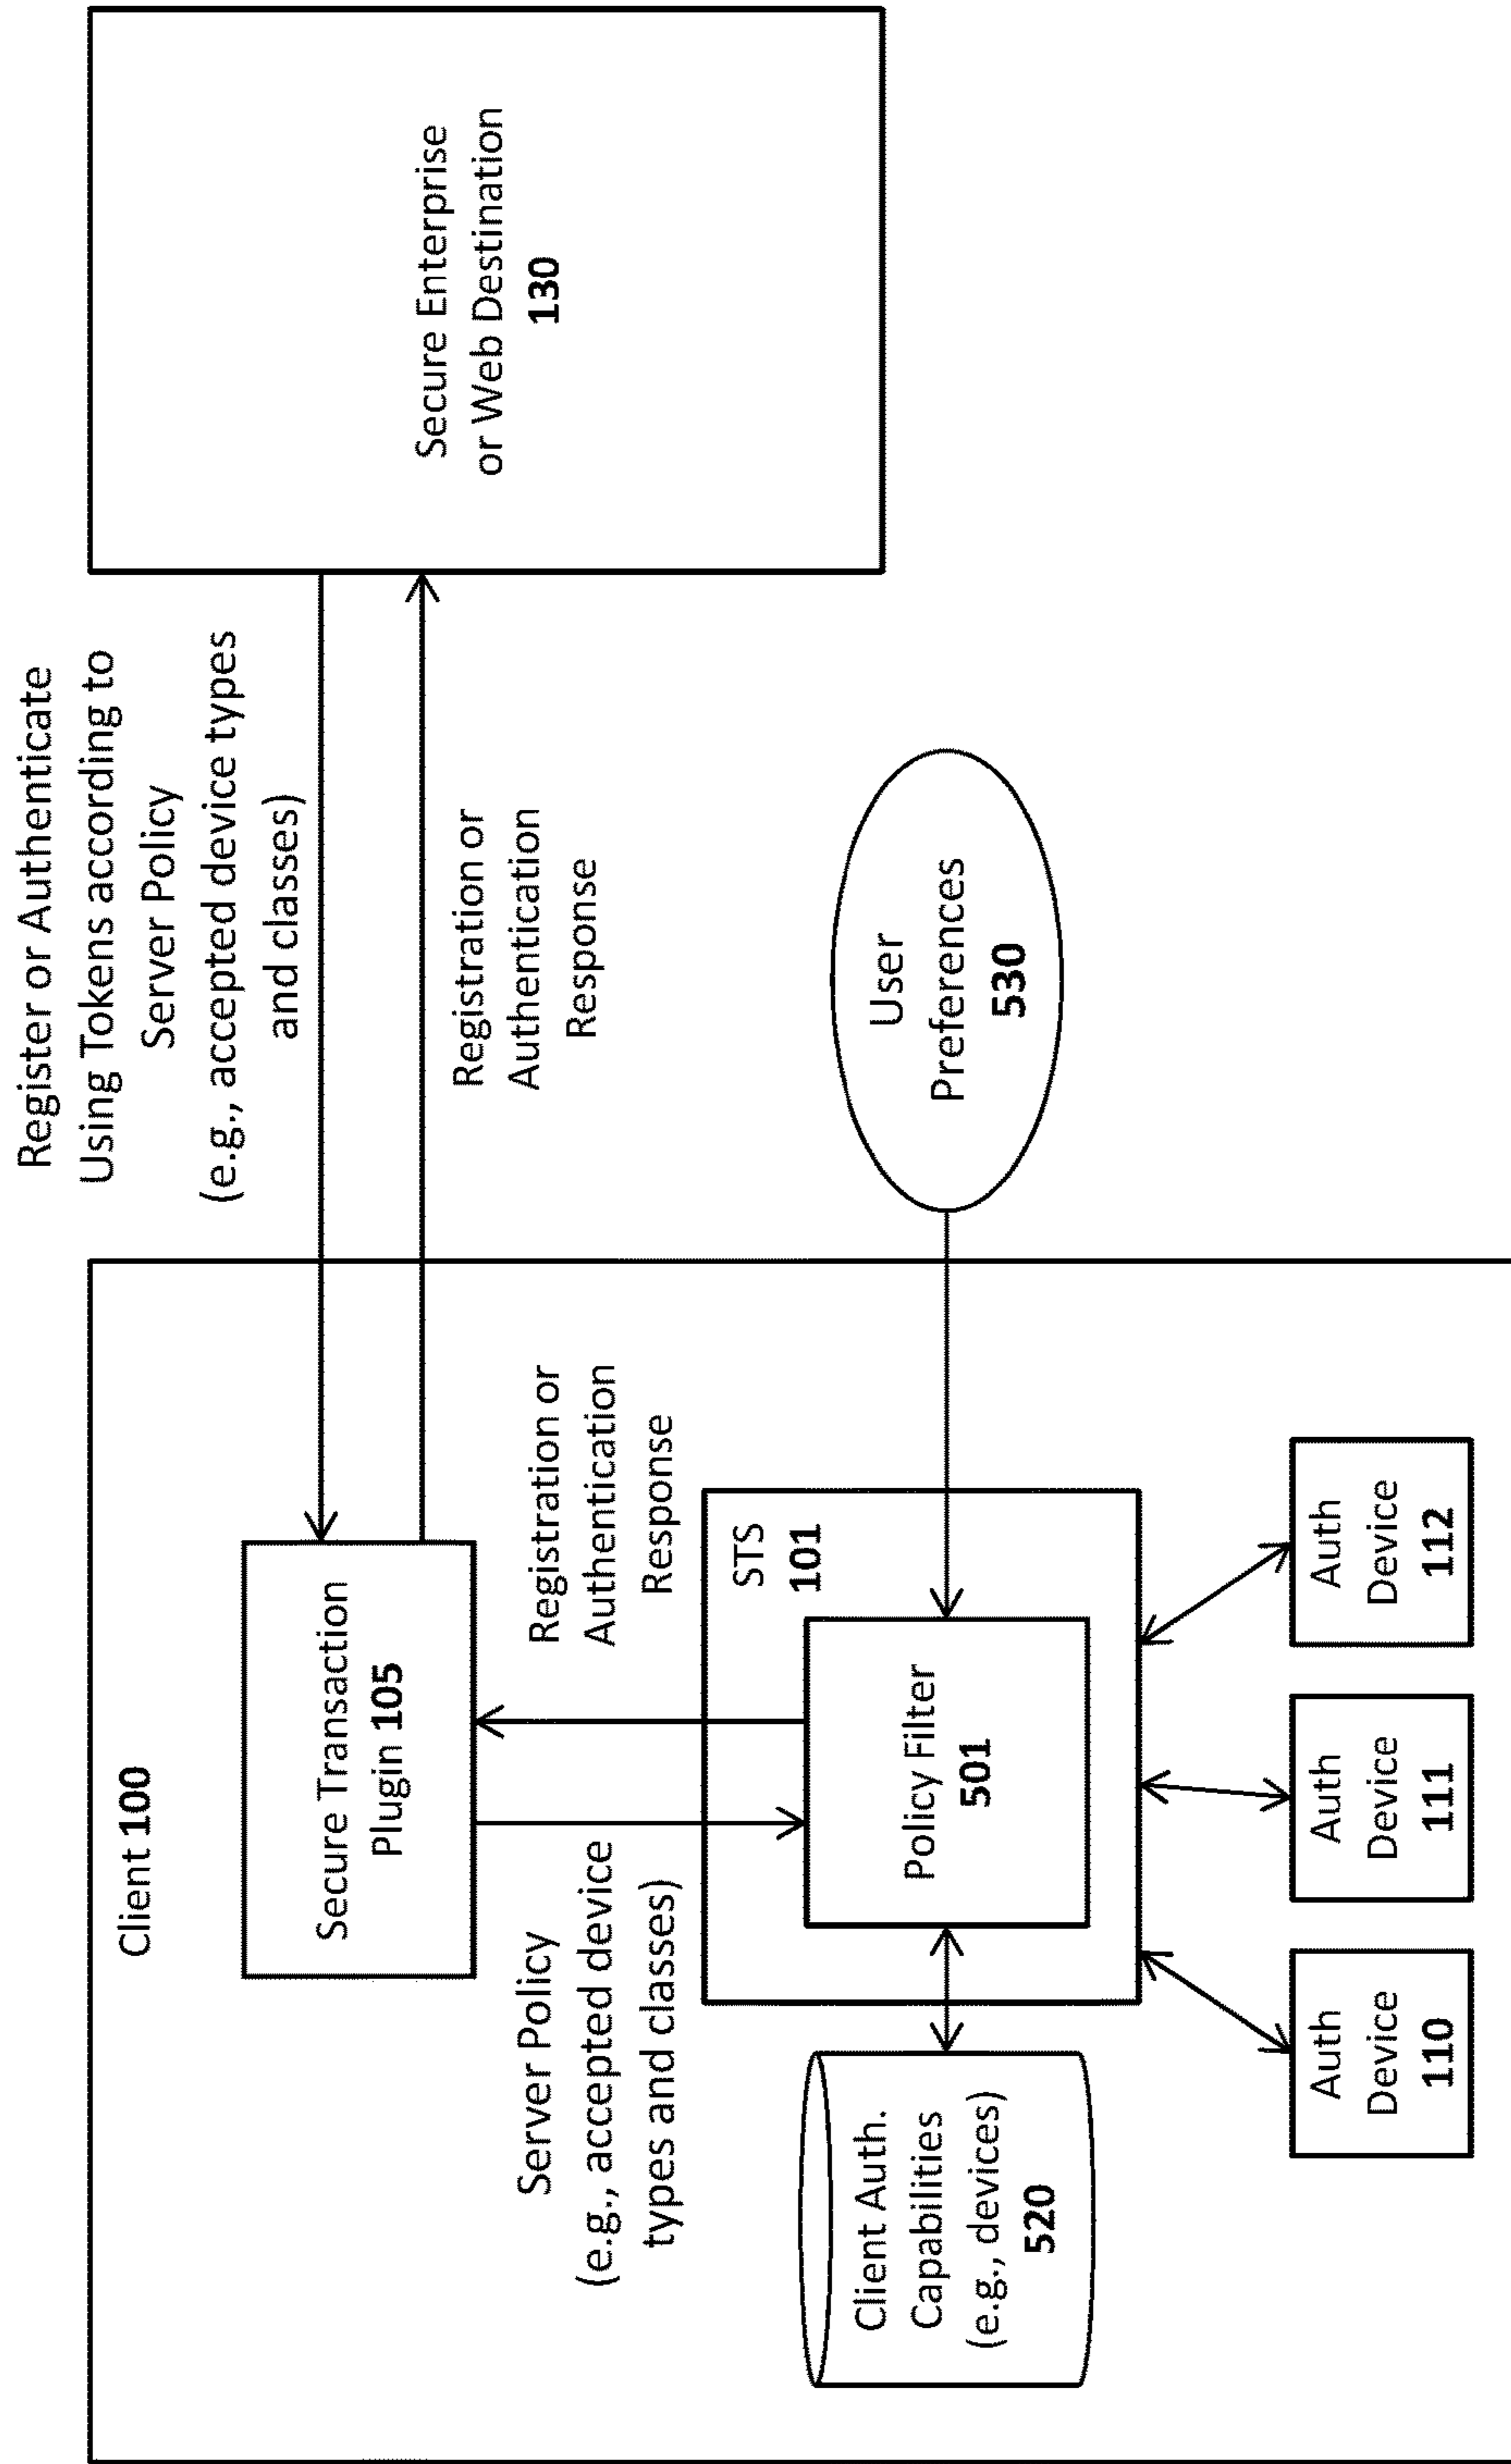 Client 100
Secure Transaction
Plugin 105
Server Policy
(e.g., accepted device
types and classes)
Registration or
Authentication
Response
STS
101
Policy Filter
501
Client Auth.
Capabilities
(e.g., devices)
520
Auth
Device
110
Auth
Device
111
Auth
Device
112
Register or Authenticate
Using Tokens according to
Server Policy
(e.g., accepted device types
and classes)
Registration or
Authentication
Response
User
Preferences
530
Secure Enterprise
or Web Destination
130